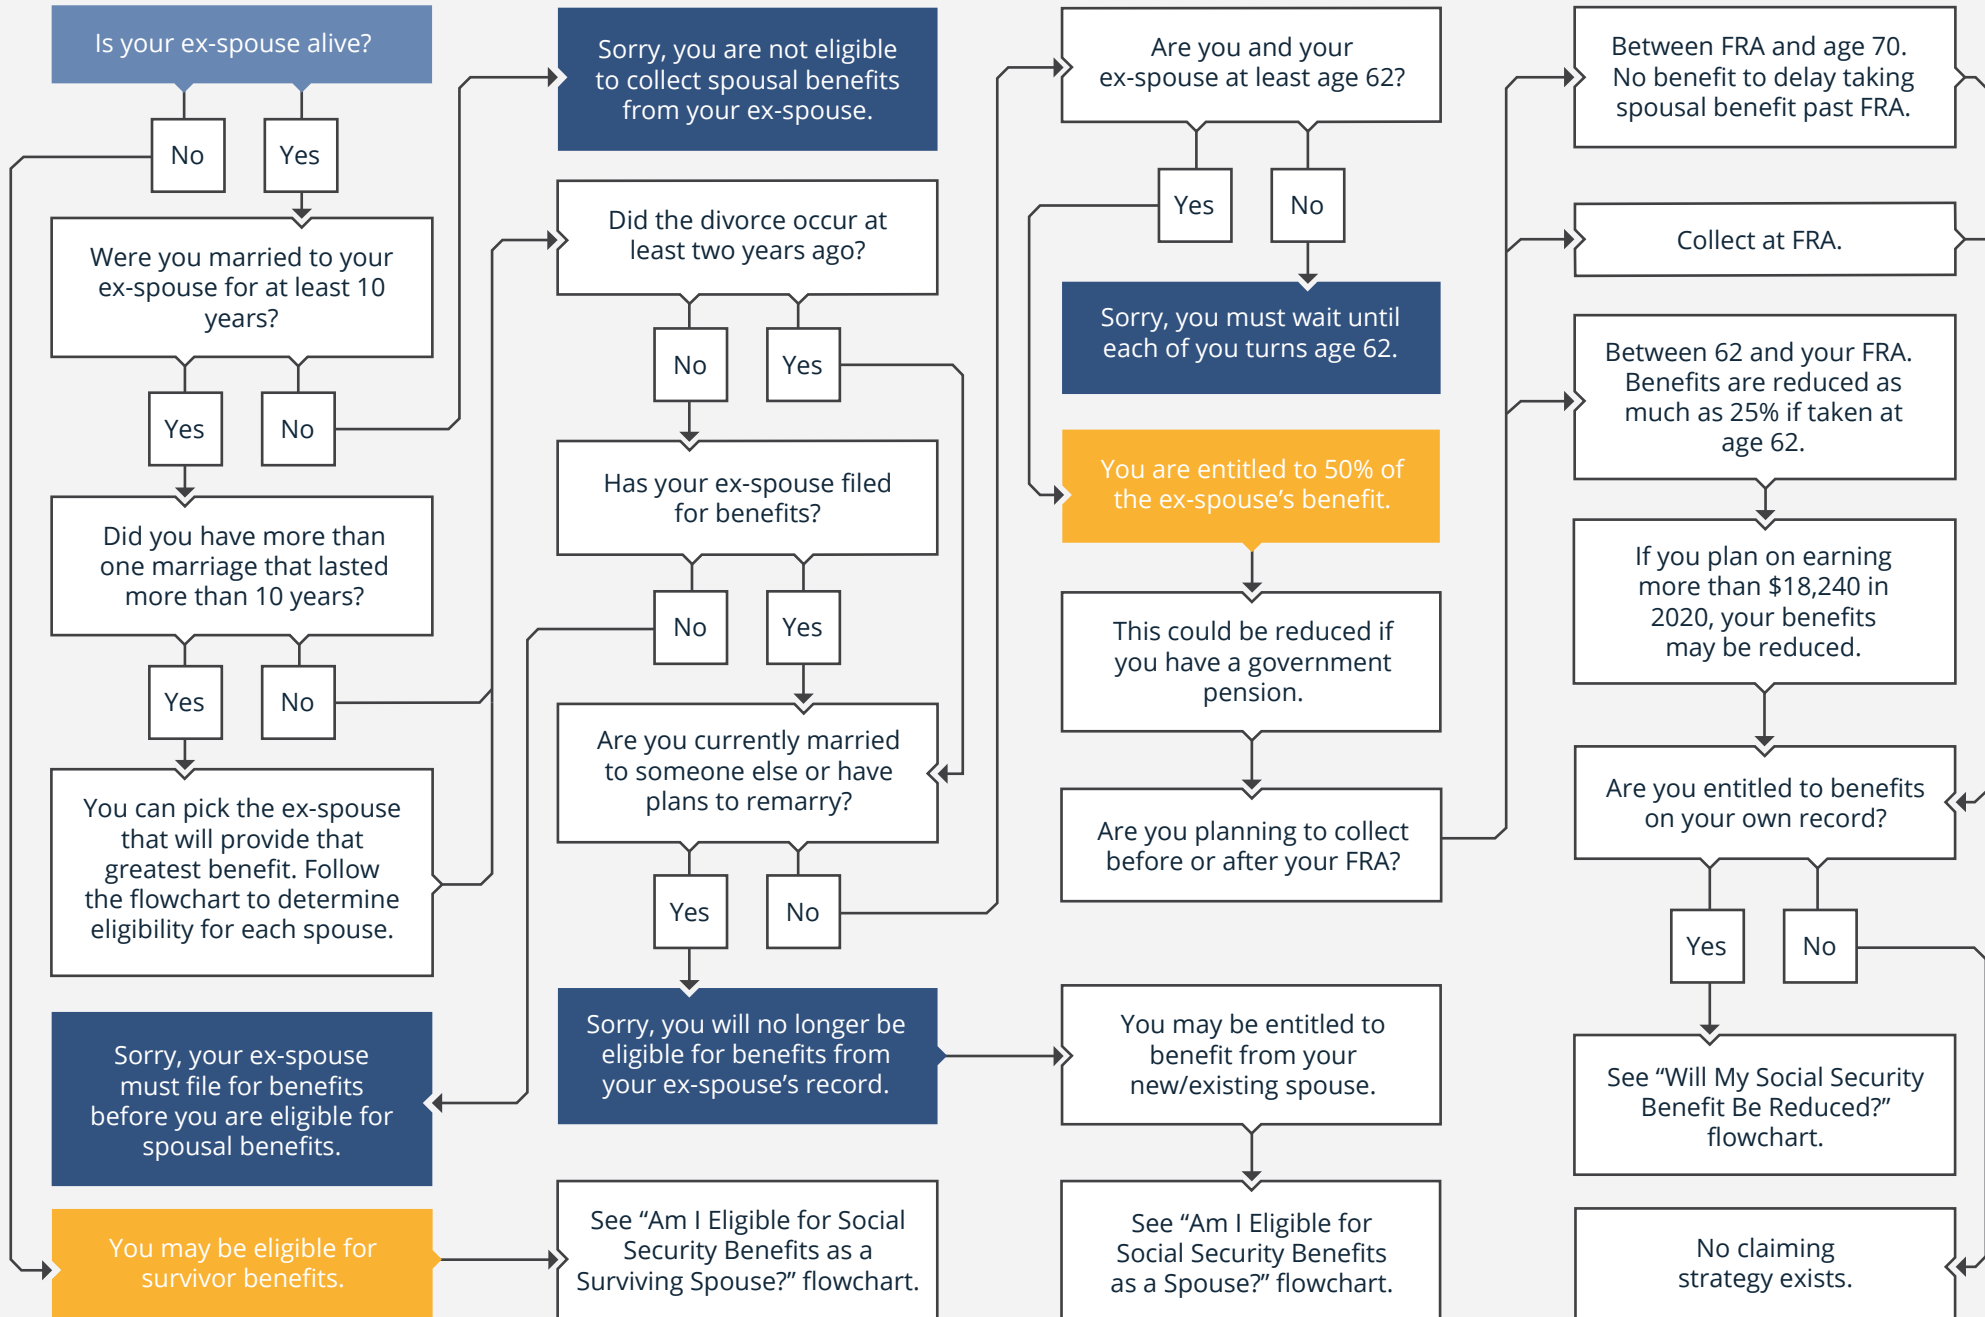 Is your ex-spouse alive?
No
Yes
Were you married to your
ex-spouse for at least 10
years?
Yes
No
Did you have more than
one marriage that lasted
more than 10 years?
Yes
No
You can pick the ex-spouse
that will provide that
greatest benefit. Follow
the flowchart to determine
eligibility for each spouse.
Sorry, your ex-spouse
must file for benefits
before you are eligible for
spousal benefits.
You may be eligible for
survivor benefits.
Sorry, you are not eligible
to collect spousal benefits
from your ex-spouse.
Did the divorce occur at
least two years ago?
No
Yes
Has your ex-spouse filed
for benefits?
No
Yes
Are you currently married
to someone else or have
plans to remarry?
Yes
No
Sorry, you will no longer be
eligible for benefits from
your ex-spouse’s record.
See “Am I Eligible for Social
Security Benefits as a
Surviving Spouse?” flowchart.
Are you and your
ex-spouse at least age 62?
Yes
No
Sorry, you must wait until
each of you turns age 62.
You are entitled to 50% of
the ex-spouse’s benefit.
This could be reduced if
you have a government
pension.
Are you planning to collect
before or after your FRA?
You may be entitled to
benefit from your
new/existing spouse.
See “Am I Eligible for
Social Security Benefits
as a Spouse?” flowchart.
Between FRA and age 70.
No benefit to delay taking
spousal benefit past FRA.
Collect at FRA.
Between 62 and your FRA.
Benefits are reduced as
much as 25% if taken at
age 62.
If you plan on earning
more than $18,240 in
2020, your benefits
may be reduced.
Are you entitled to benefits
on your own record?
Yes
No
See “Will My Social Security
Benefit Be Reduced?”
flowchart.
No claiming
strategy exists.